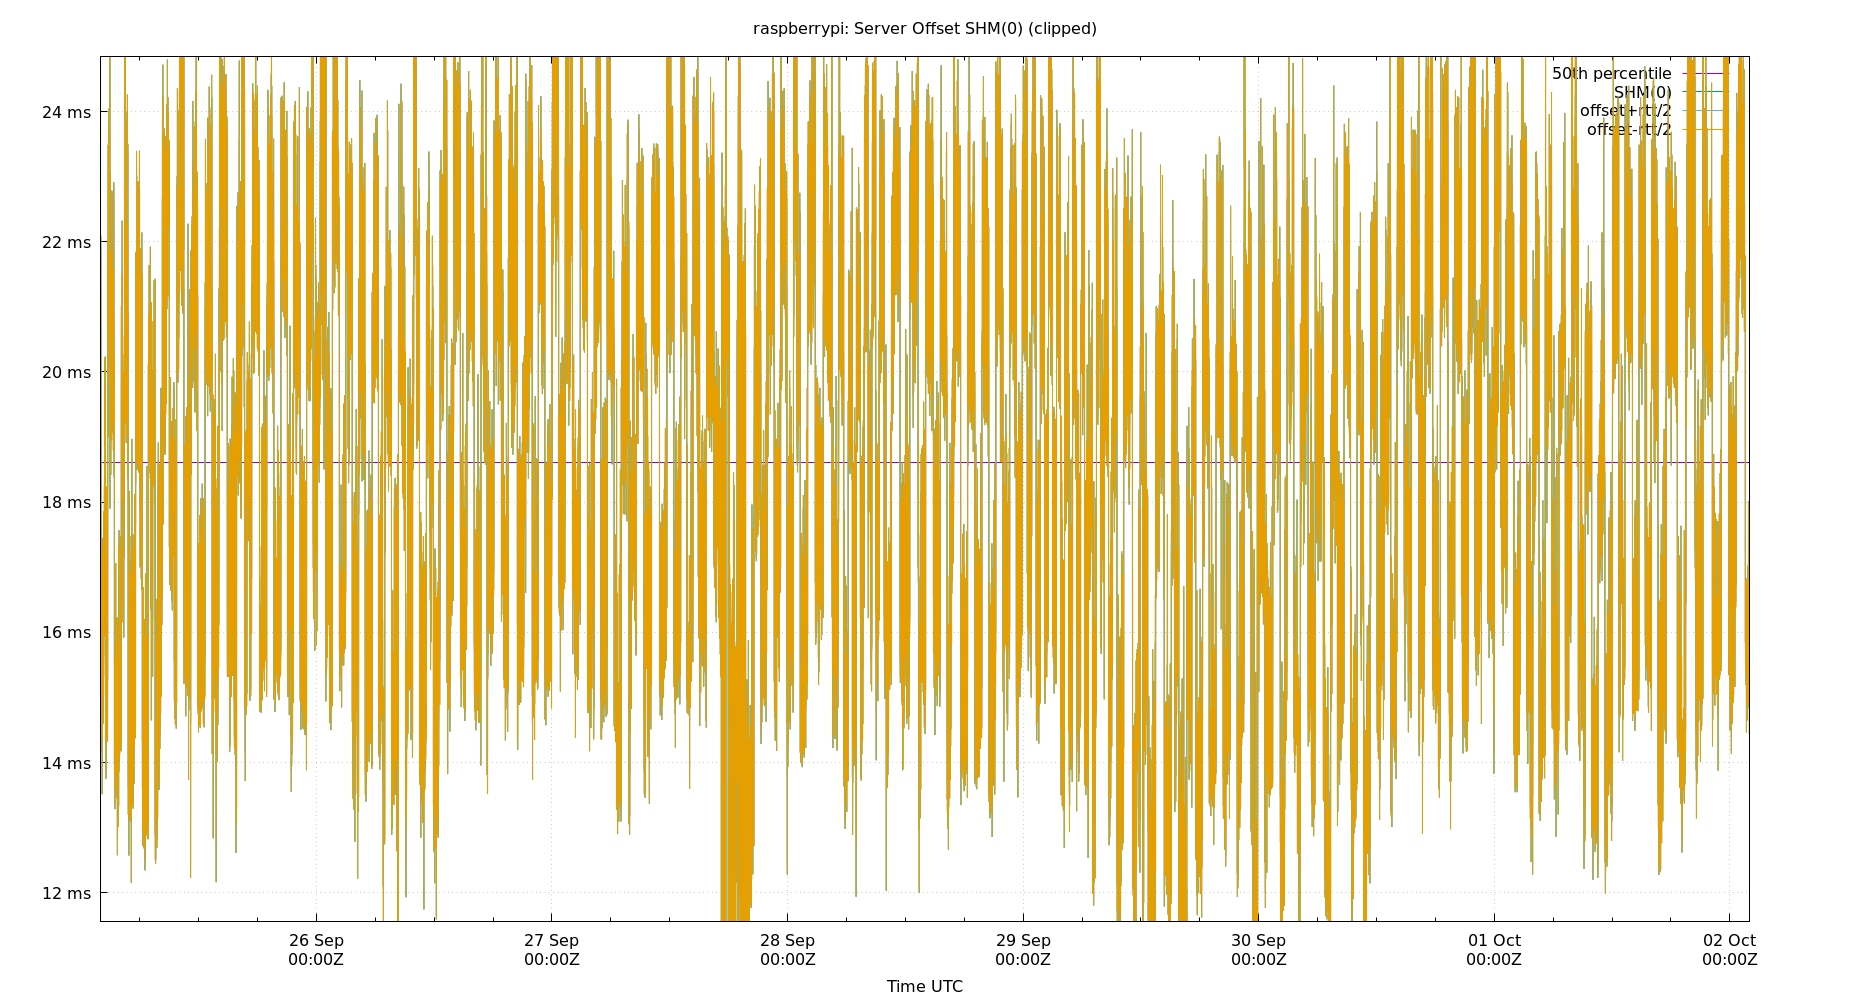 raspberrypi: Server Offset SHM(0) (clipped)
50th percentile
SHM(0)
offset+rtt/2
offset-rtt/2
24 ms
22 ms
20 ms
18 ms
16 ms
14 ms
12 ms
26 Sep
00:00Z
27 Sep
00:00Z
28 Sep
00:00Z
29 Sep
00:00Z
30 Sep
00:00Z
01 Oct
00:00Z
02 Oct
00:00Z
Time UTC